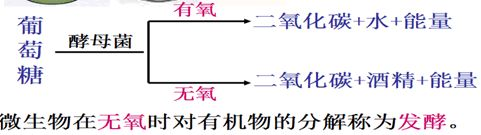 葡萄糖
酵母菌
有氧
二氧化碳+水+能量
无氧
二氧化碳+酒精+能量
微生物在无氧时对有机物的分解称为发酵。